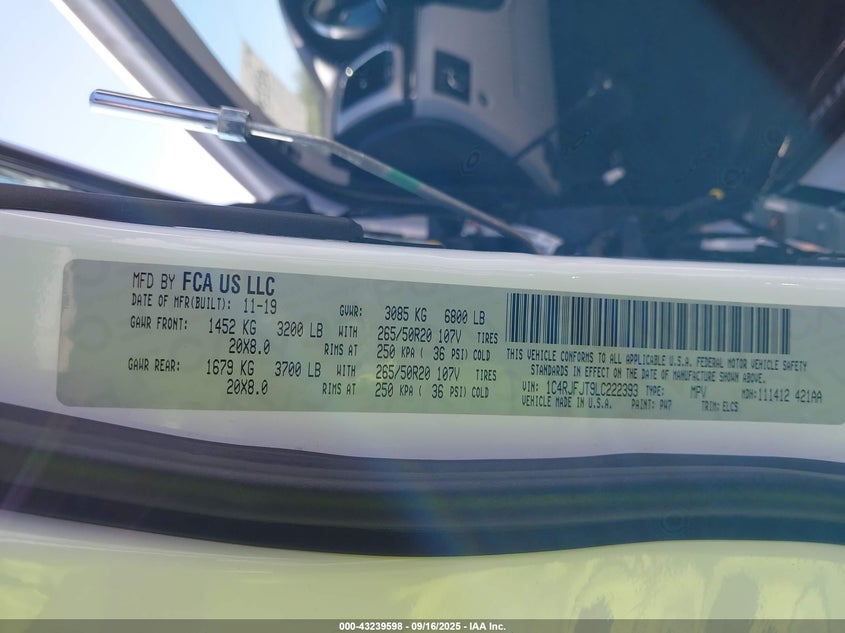 MFD BY FCA US LLC
DATE OF MFR(BUILT): 11-19 GVWR: 3085 KG 6800 LB
GAWR FRONT: 1452 KG 3200 LB WITH 265/50R20 107V TIRES
20X8.0 RIMS AT 250 KPA ( 36 PSI) COLD
GAWR REAR: 1679 KG 3700 LB WITH 265/50R20 107V TIRES
20X8.0 RIMS AT 250 KPA ( 36 PSI) COLD
THIS VEHICLE CONFORMS TO ALL APPLICABLE U.S.A. FEDERAL MOTOR VEHICLE SAFETY
STANDARDS IN EFFECT ON THE DATE OF MANUFACTURE SHOWN ABOVE.
VIN: 1C4RJFJT9LC222393 TYPE: MPV MDH:111412 421AA
VEHICLE MADE IN U.S.A. PAINT: PW7 TRIM: ELCS
000-43239598 - 09/16/2025 - IAA Inc.